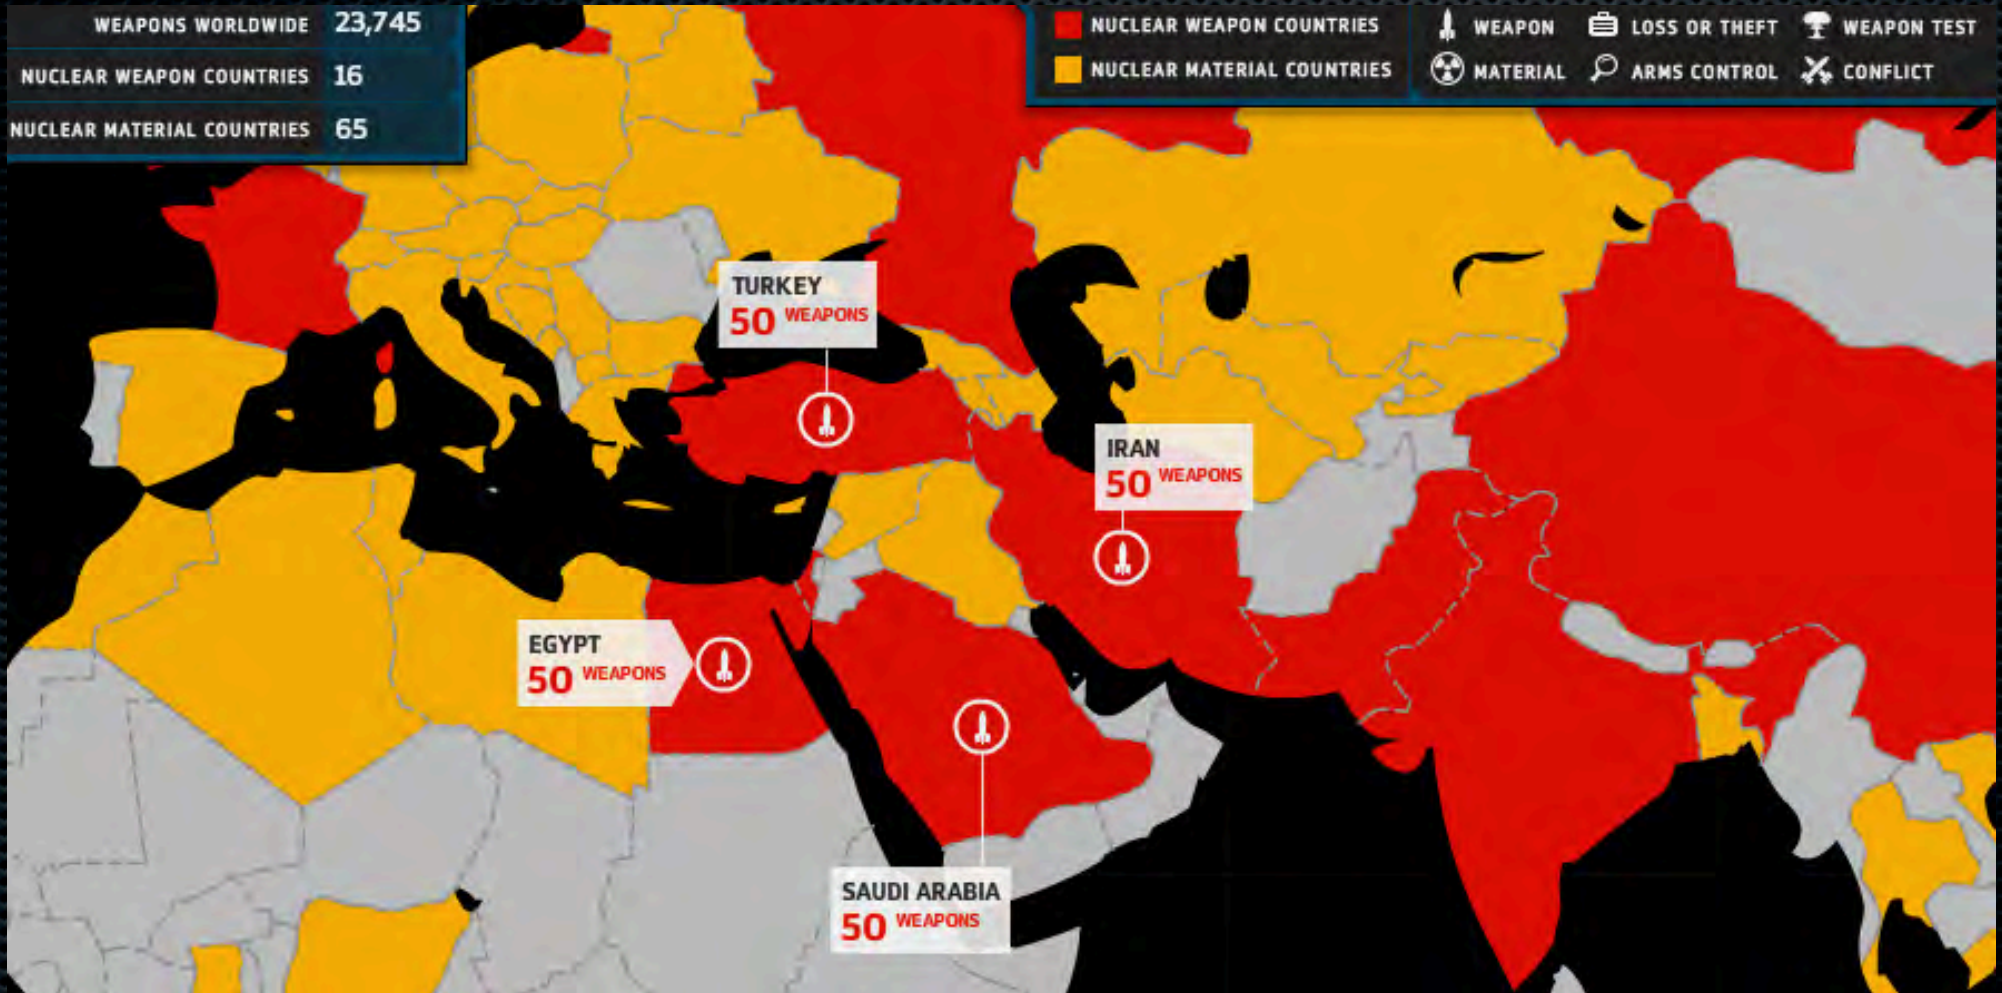 WEAPONS WORLDWIDE 23,745
NUCLEAR WEAPON COUNTRIES 16
NUCLEAR MATERIAL COUNTRIES 65
NUCLEAR WEAPON COUNTRIES
NUCLEAR MATERIAL COUNTRIES
WEAPON LOSS OR THEFT WEAPON TEST
MATERIAL ARMS CONTROL CONFLICT
TURKEY
50 WEAPONS
IRAN
50 WEAPONS
EGYPT
50 WEAPONS
SAUDI ARABIA
50 WEAPONS